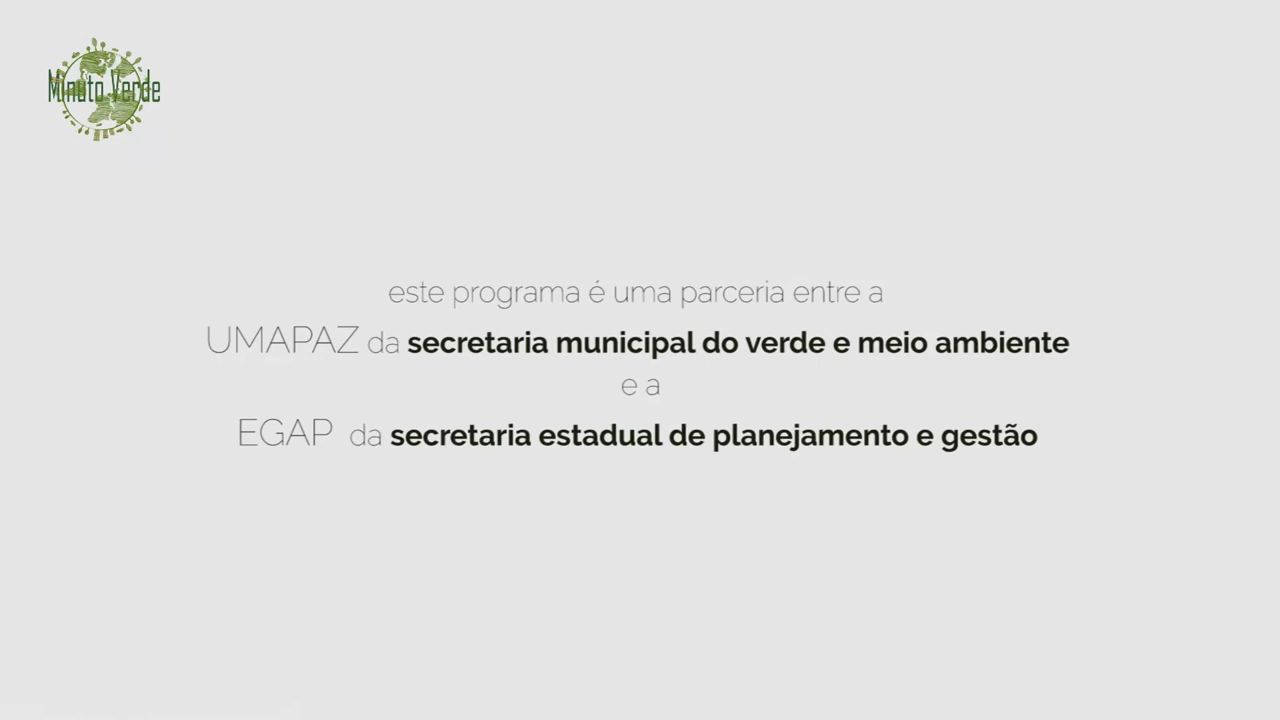 Minuto Verde
este programa é uma parceria entre a
UMAPAZ da secretaria municipal do verde e meio ambiente
e a
EGAP da secretaria estadual de planejamento e gestão